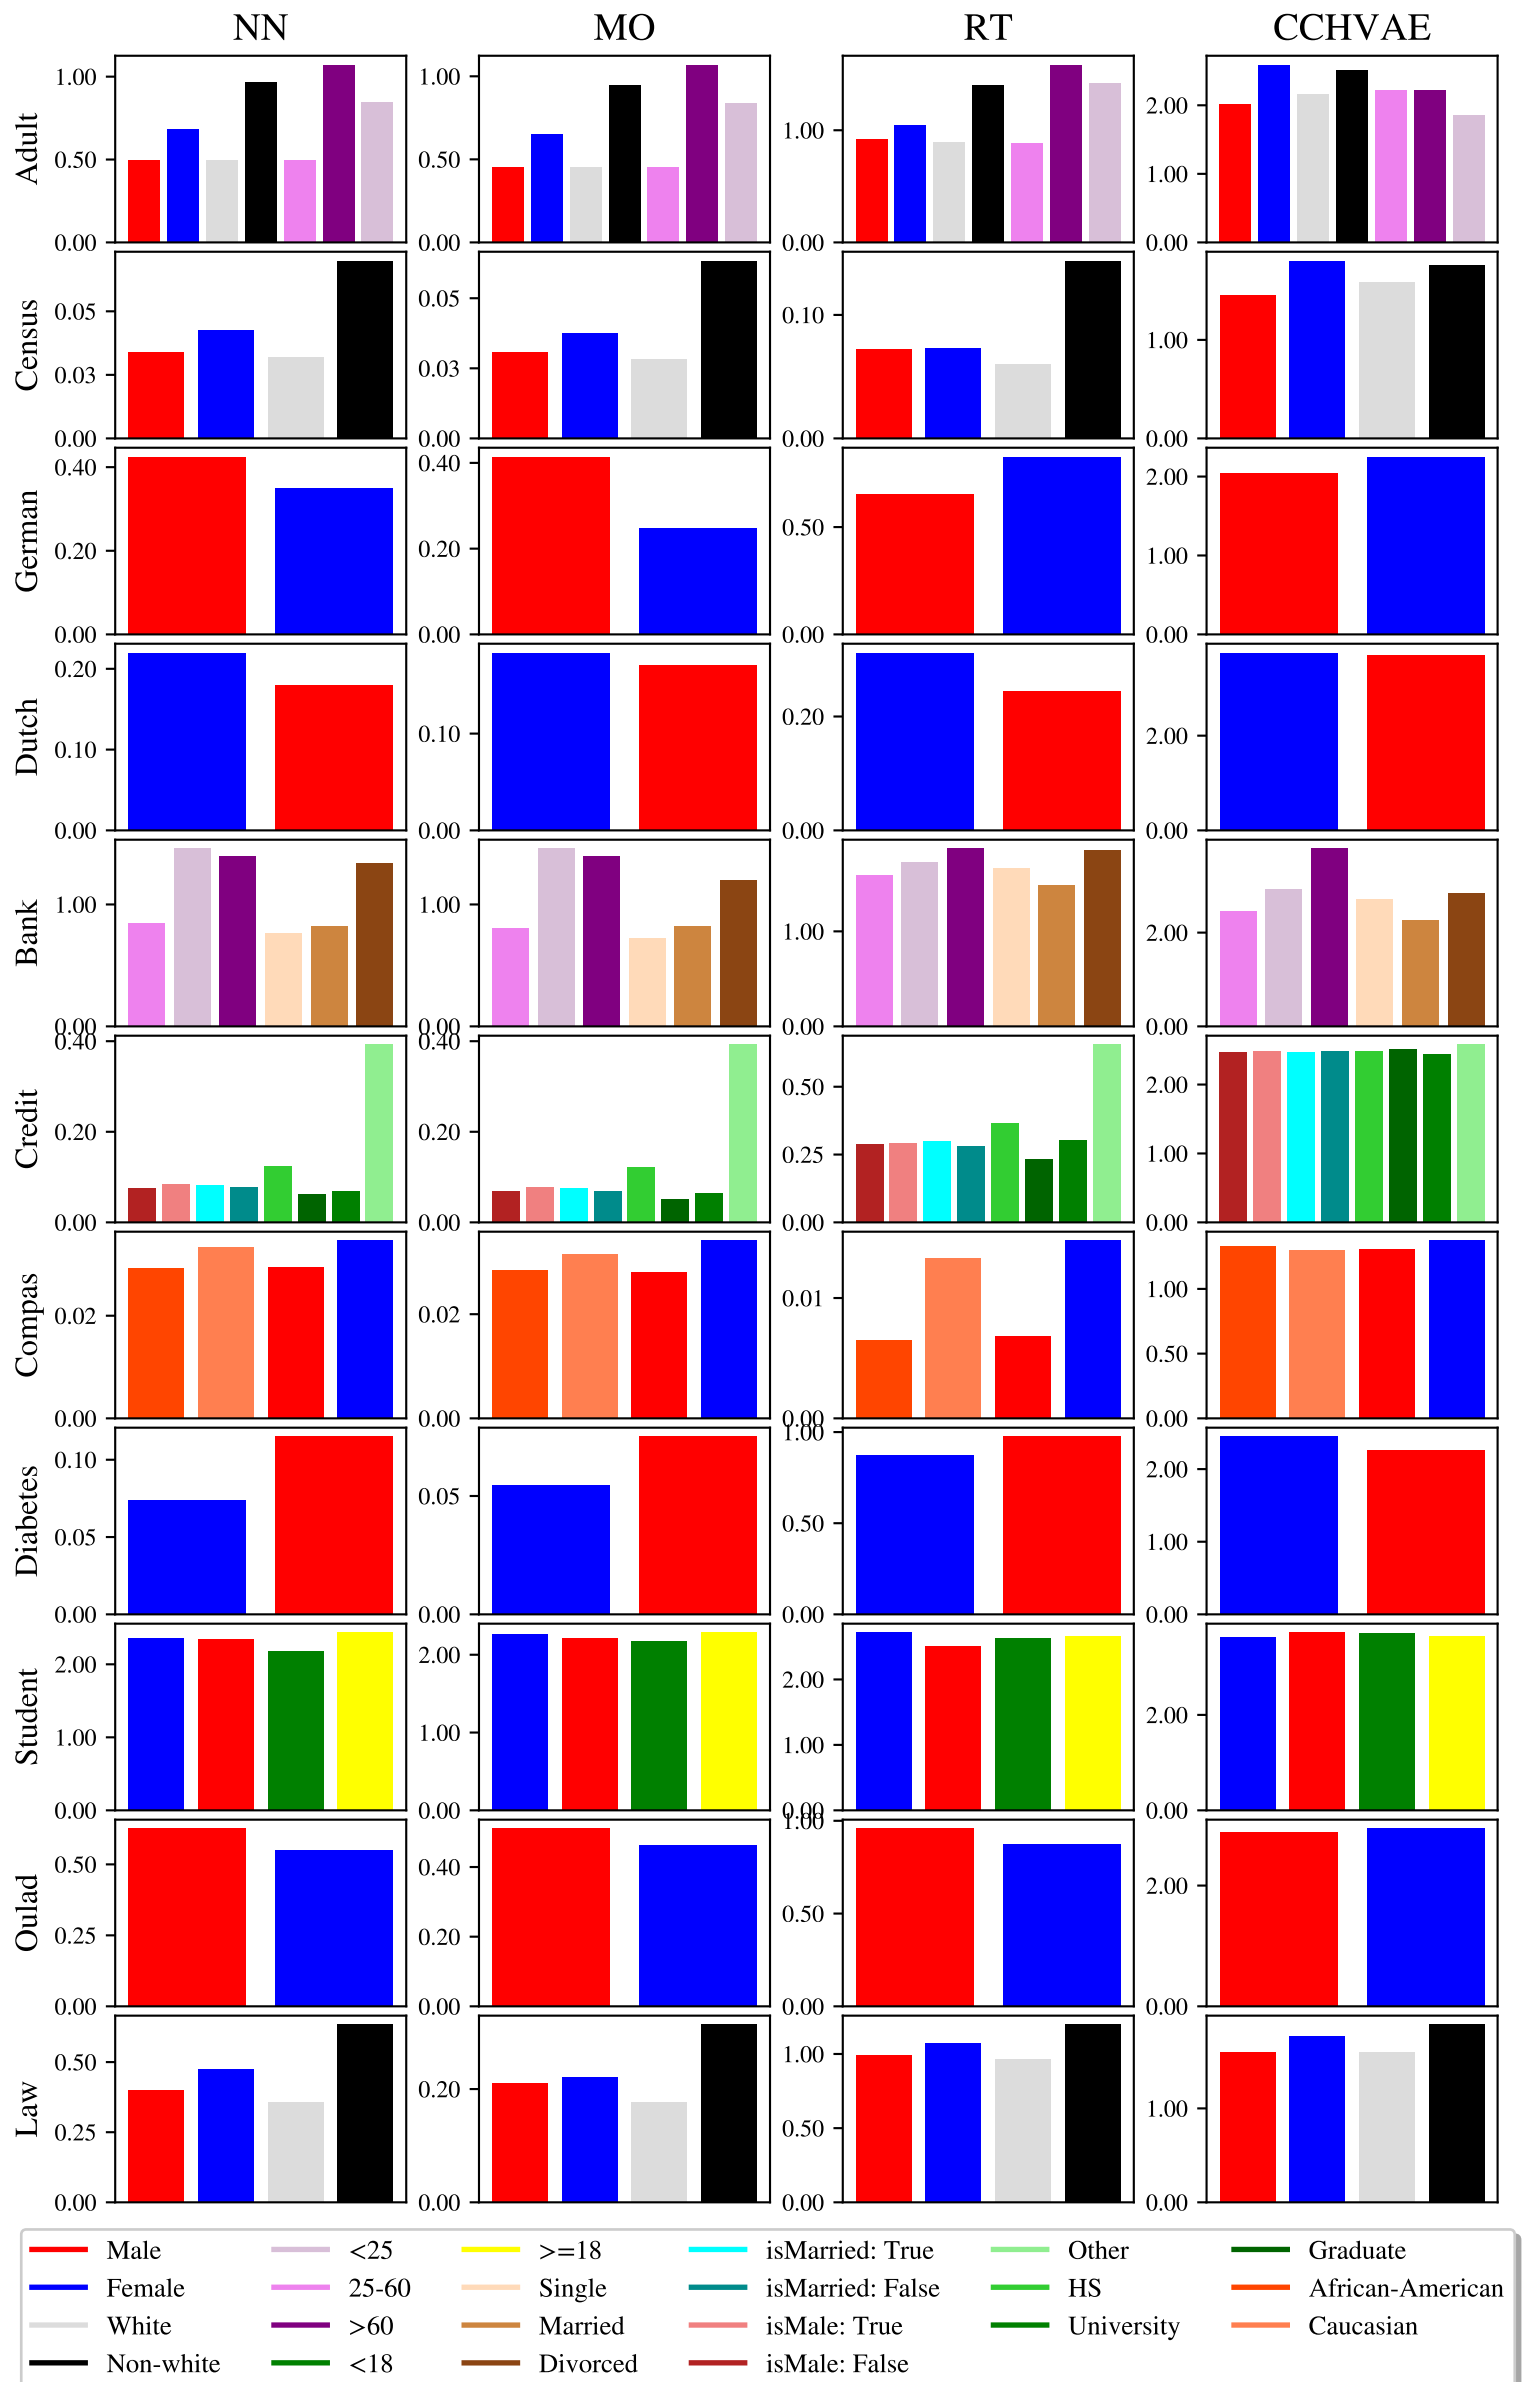 NN MO RT CCHVAE
Adult
1.00 0.50 0.00
1.00 0.50 0.00
1.00 0.00
2.00 1.00 0.00
Census
0.05 0.03 0.00
0.05 0.03 0.00
0.10 0.00
1.00 0.00
German
0.40 0.20 0.00
0.40 0.20 0.00
0.50 0.00
2.00 1.00 0.00
Dutch
0.20 0.10 0.00
0.10 0.00
0.20 0.00
2.00 0.00
Bank
1.00 0.00
1.00 0.00
1.00 0.00
2.00 0.00
Credit
0.40 0.20 0.00
0.40 0.20 0.00
0.50 0.25 0.00
2.00 1.00 0.00
Compas
0.02 0.00
0.02 0.00
0.01 0.00
1.00 0.50 0.00
Diabetes
0.10 0.05 0.00
0.05 0.00
1.00 0.50 0.00
2.00 1.00 0.00
Student
2.00 1.00 0.00
2.00 1.00 0.00
2.00 1.00 0.00
2.00 0.00
Oulad
0.50 0.25 0.00
0.40 0.20 0.00
1.00 0.50 0.00
2.00 0.00
Law
0.50 0.25 0.00
0.20 0.00
1.00 0.50 0.00
1.00 0.00
Male <25 >=18 isMarried: True Other Graduate
Female 25-60 Single isMarried: False HS African-American
White >60 Married isMale: True University Caucasian
Non-white <18 Divorced isMale: False